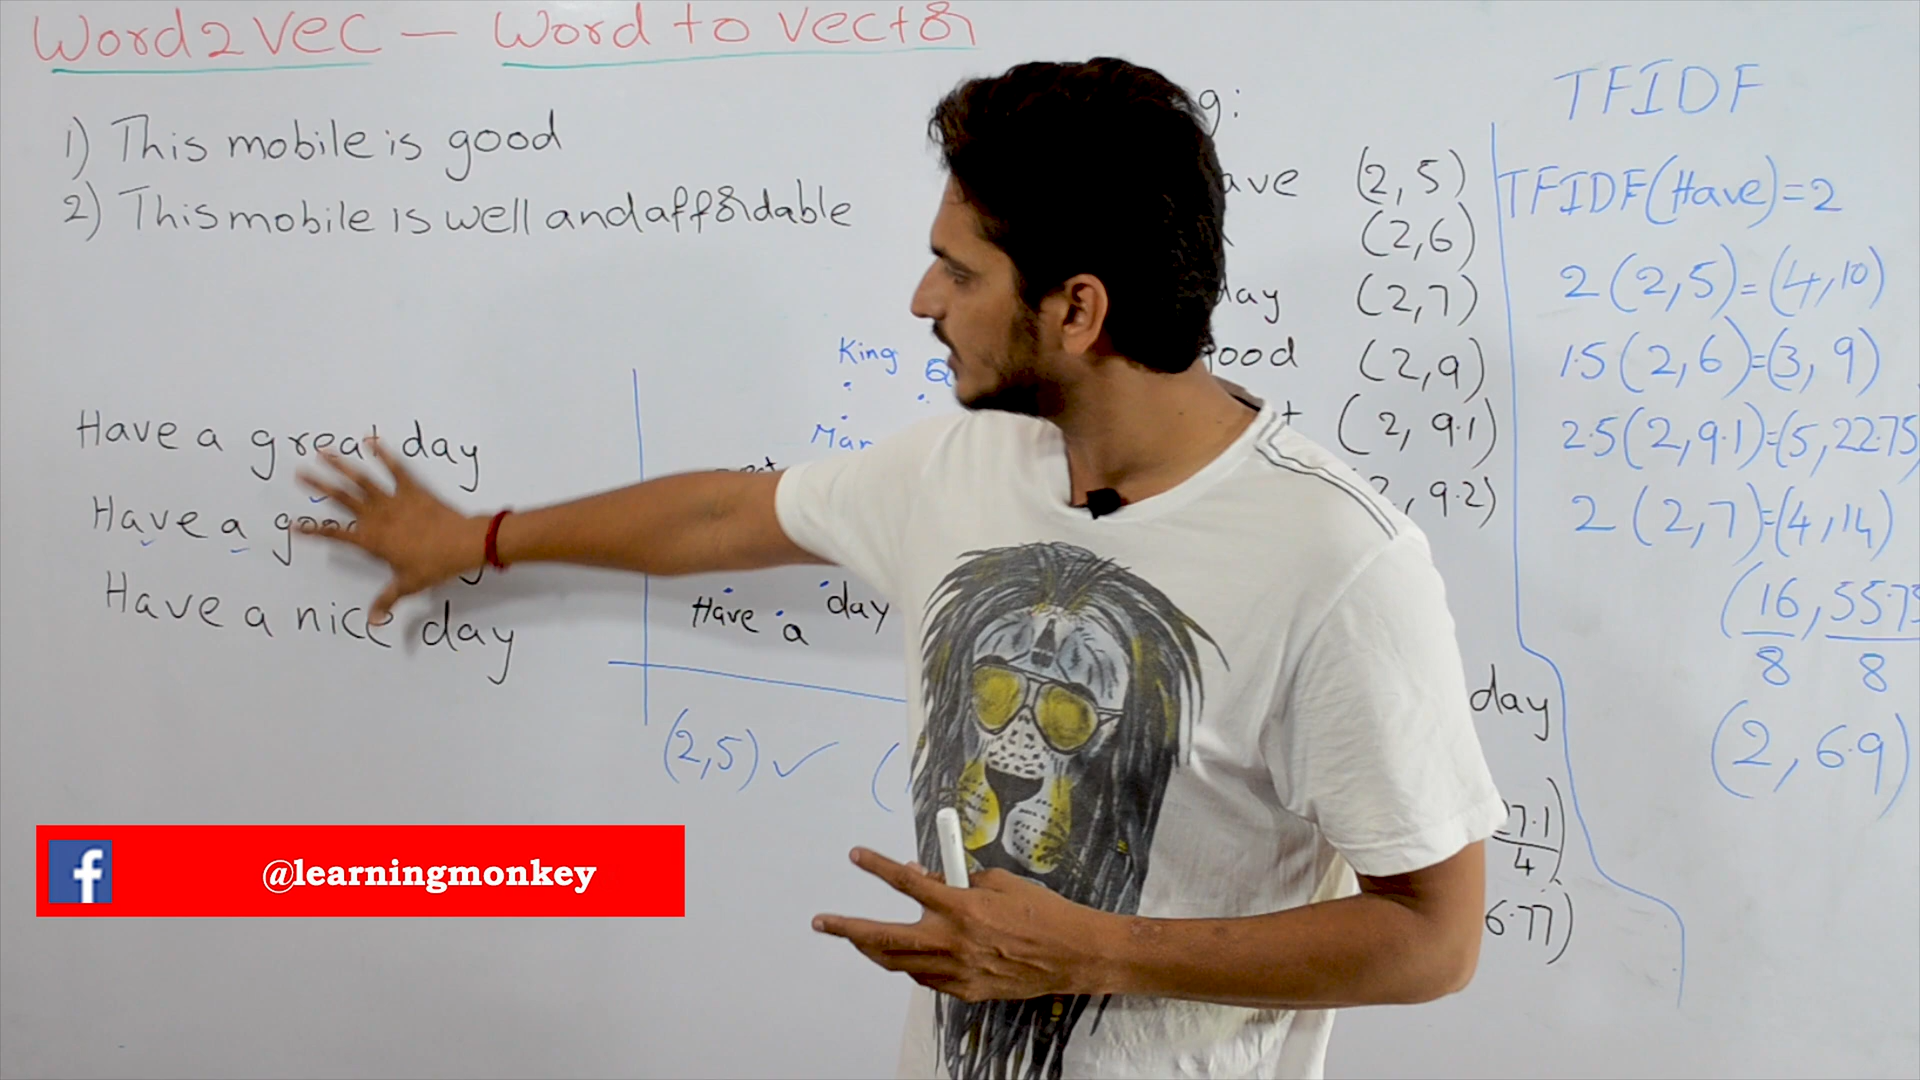 Word2Vec - Word to Vector
1) This mobile is good
2) This mobile is well and affordable
King
Have a great day
Have a good
Have a nice day
Have a day
(2,5) ✓ (
g:
ave (2,5)
(2,6)
day (2,7)
good (2,9)
t (2, 9.1)
, 9.2)
day
27.1)
4
6.77)
TFIDF
TFIDF(Have)=2
2(2,5)=(4,10)
1.5(2,6)=(3, 9)
2.5(2,9.1)=(5,22.75)
2(2,7)=(4,14)
(16, 55.75
8 8
(2, 6.9)
@learningmonkey